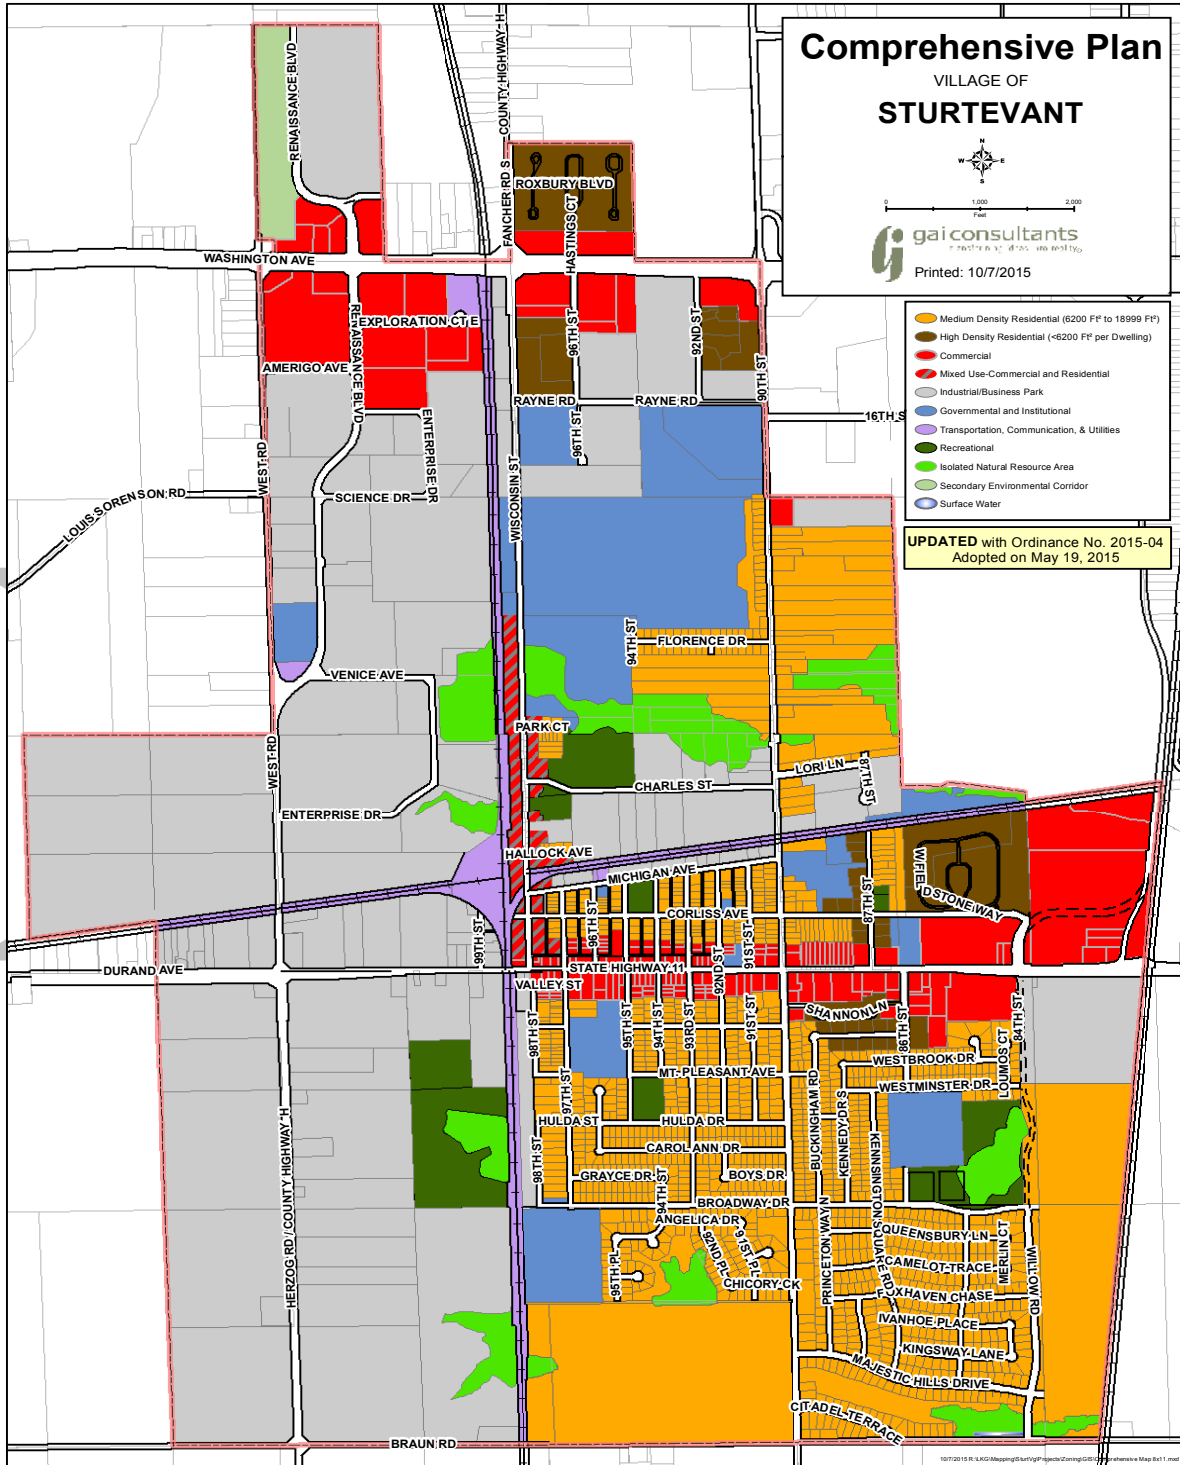 Comprehensive Plan
VILLAGE OF
STURTEVANT
N
W E
S
0 1,000 2,000
Feet
gai consultants
Printed: 10/7/2015
Medium Density Residential (6200 Ft² to 18999 Ft²)
High Density Residential (<6200 Ft² per Dwelling)
Commercial
Mixed Use-Commercial and Residential
Industrial/Business Park
Governmental and Institutional
Transportation, Communication, & Utilities
Recreational
Isolated Natural Resource Area
Secondary Environmental Corridor
Surface Water
UPDATED with Ordinance No. 2015-04
Adopted on May 19, 2015
RENAISSANCE BLVD
COUNTY HIGHWAY H
FANCHER RD S
ROXBURY BLVD
HASTINGS CT
WASHINGTON AVE
EXPLORATION CT E
RENAISSANCE BLVD
96TH ST
92ND ST
90TH ST
AMERIGO AVE
RAYNE RD
RAYNE RD
16TH S
96TH ST
ENTERPRISE DR
WEST RD
WISCONSIN ST
SCIENCE DR
LOUIS SORENSON RD
94TH ST
FLORENCE DR
VENICE AVE
PARK CT
WEST RD
LORI LN
87TH ST
CHARLES ST
ENTERPRISE DR
HALLOCK AVE
MICHIGAN AVE
W FIELDSTONE WAY
87TH ST
CORLISS AVE
96TH ST
99TH ST
91ST ST
92ND ST
DURAND AVE
STATE HIGHWAY 11
VALLEY ST
SHANNON LN
98TH ST
95TH ST
94TH ST
93RD ST
91ST ST
86TH ST
84TH ST
LOUMOS CT
WESTBROOK DR
MT. PLEASANT AVE
WESTMINSTER DR
97TH ST
BUCKINGHAM RD
KENNEDY DR S
HULDA ST
HULDA DR
CAROL ANN DR
KENNSINGTON SQUARE RD
98TH ST
GRAYCE DR
94TH ST
BOYS DR
BROADWAY DR
HERZOG RD / COUNTY HIGHWAY H
ANGELICA DR
PRINCETON WAY N
QUEENSBURY LN
MERLIN CT
WILLOW RD
92ND PL
91ST PL
95TH PL
CAMELOT TRACE
CHICORY CK
FOXHAVEN CHASE
IVANHOE PLACE
KINGSWAY LANE
MAJESTIC HILLS DRIVE
CITADEL TERRACE
BRAUN RD